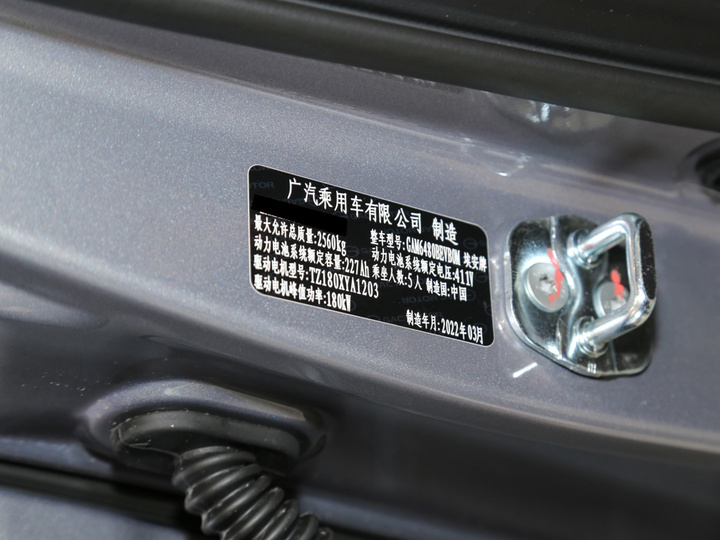 广汽乘用车有限公司 制造
最大允许总质量:2560kg 整车型号:GAM6480BEVB0M 埃安牌
动力电池系统额定容量:227Ah 动力电池系统额定电压:411V
驱动电机型号:TZ180XYA1203 乘坐人数:5人 制造国:中国
驱动电机峰值功率:180kW 制造年月:2022年03月